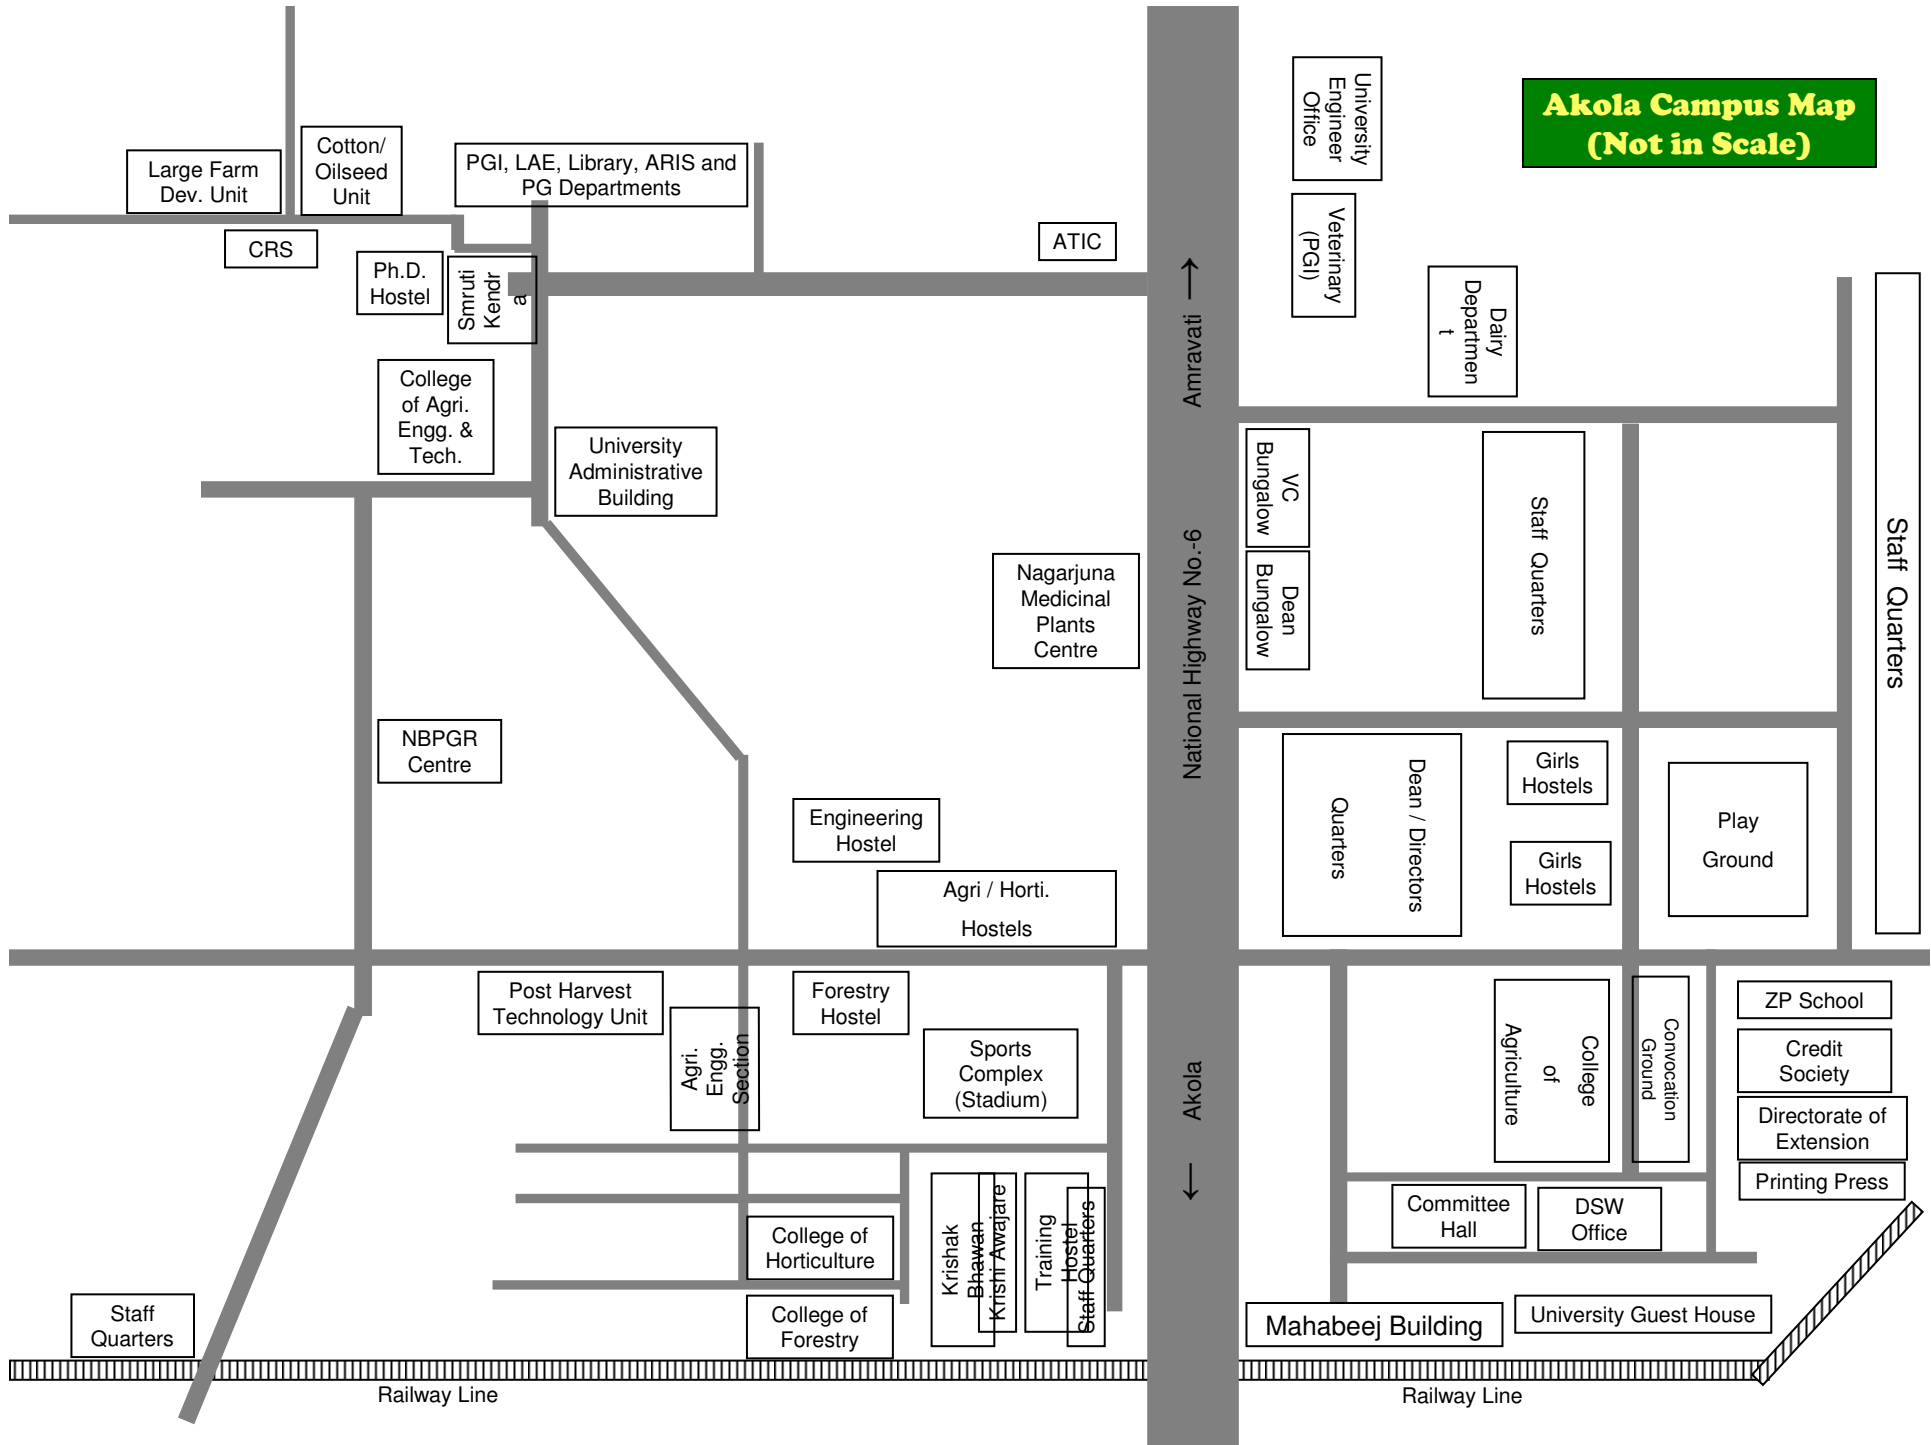 Akola Campus Map
(Not in Scale)
University
Engineer
Office
Cotton/
Oilseed
Unit
Large Farm
Dev. Unit
PGI, LAE, Library, ARIS and
PG Departments
CRS
Ph.D.
Hostel
Smruti
Kendr
a
ATIC
Veterinary
(PGI)
Dairy
Departmen
t
Amravati →
College
of Agri.
Engg. &
Tech.
University
Administrative
Building
VC
Bungalow
Dean
Bungalow
Staff Quarters
Staff Quarters
Nagarjuna
Medicinal
Plants
Centre
National Highway No.-6
NBPGR
Centre
Engineering
Hostel
Agri / Horti.
Hostels
Dean / Directors
Quarters
Girls
Hostels
Girls
Hostels
Play
Ground
Post Harvest
Technology Unit
Agri.
Engg.
Section
Forestry
Hostel
Sports
Complex
(Stadium)
← Akola
College
of
Agriculture
Convocation
Ground
ZP School
Credit
Society
Directorate of
Extension
Printing Press
Committee
Hall
DSW
Office
College of
Horticulture
College of
Forestry
Krishak
Bhawan
Krishi Awajare
Training
Hostel
Staff Quarters
Staff
Quarters
Mahabeej Building
University Guest House
Railway Line
Railway Line